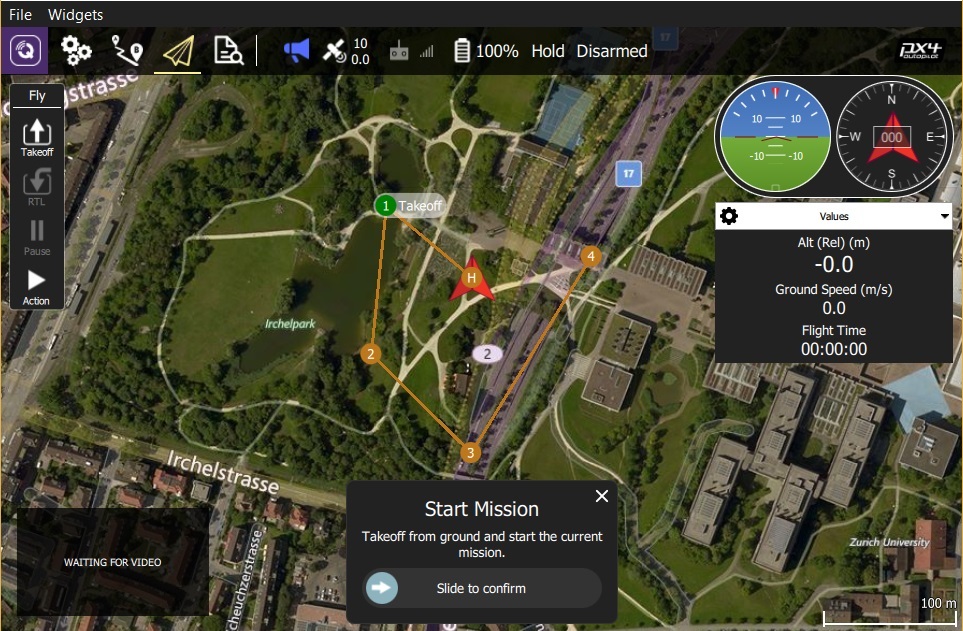 File Widgets
10
0.0
100% Hold Disarmed
17
px4
autopilot
Fly
Takeoff
RTL
Pause
Action
1 Takeoff
H
2
3
4
2
17
Irchelpark
Irchelstrasse
10 10
-10 -10
N
W 000 E
S
Values
Alt (Rel) (m)
-0.0
Ground Speed (m/s)
0.0
Flight Time
00:00:00
Start Mission
Takeoff from ground and start the current
mission.
Slide to confirm
WAITING FOR VIDEO
cheuchzerstrasse
Zurich University
100 m